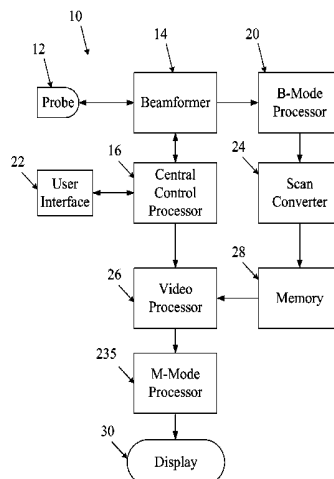 10
12
14
20
Probe
Beamformer
B-Mode
Processor
22
16
24
User
Interface
Central
Control
Processor
Scan
Converter
26
28
Video
Processor
Memory
235
M-Mode
Processor
30
Display